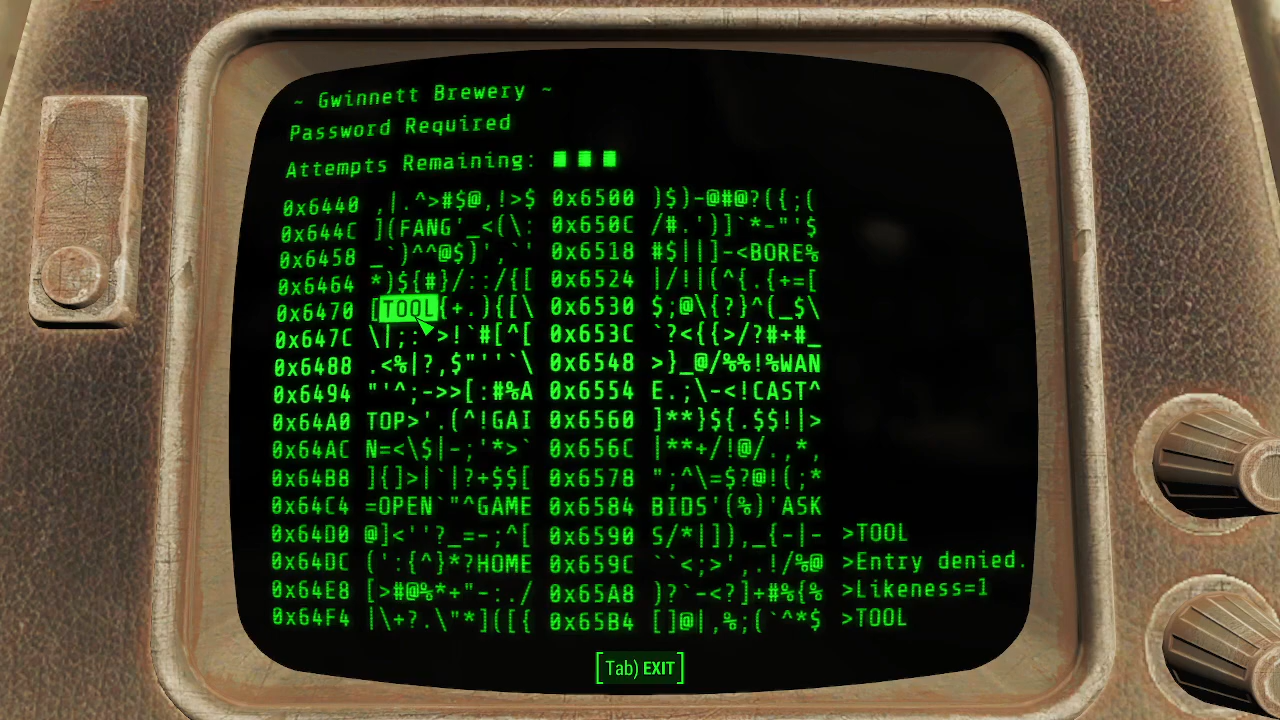 ~ Gwinnett Brewery ~
Password Required
Attempts Remaining: ■ ■ ■
0x6440 ,|.^>#$@,!>$ 0x6500 )$)-@#@?({;(
0x644C ](FANG'_<(\: 0x650C /#.')]`*-"'$
0x6458 _`)^^@$)',`' 0x6518 #$||]-<BORE%
0x6464 *)${#}/::/{[ 0x6524 |/!|(^{.{+=[
0x6470 [TOOL{+.){[\ 0x6530 $;@\{?}^(_$\
0x647C \|;:`>!`#[^[ 0x653C `?<{{>/?#+#_
0x6488 .<%|?,$"''`\ 0x6548 >}_@/%%!%WAN
0x6494 "'^;->>[:#%A 0x6554 E.;\-<!CAST^
0x64A0 TOP>'.(^!GAI 0x6560 ]**}${.$$!|>
0x64AC N=<\$|-;'*>` 0x656C |**+/!@/.,*,
0x64B8 ]{]>|`|?+$$[ 0x6578 ";^\=$?@!(;*
0x64C4 =OPEN`"^GAME 0x6584 BIDS'(%)'ASK
0x64D0 @]<''?_=-;^[ 0x6590 S/*|]),_{-|- >TOOL
0x64DC (':{^}*?HOME 0x659C ``<;>',.!/%@ >Entry denied.
0x64E8 [>#@%*+"-:./ 0x65A8 )?`-<?]+#%{% >Likeness=1
0x64F4 |\+?.\"*]([{ 0x65B4 []@|,%;(`^*$ >TOOL
[Tab) EXIT]